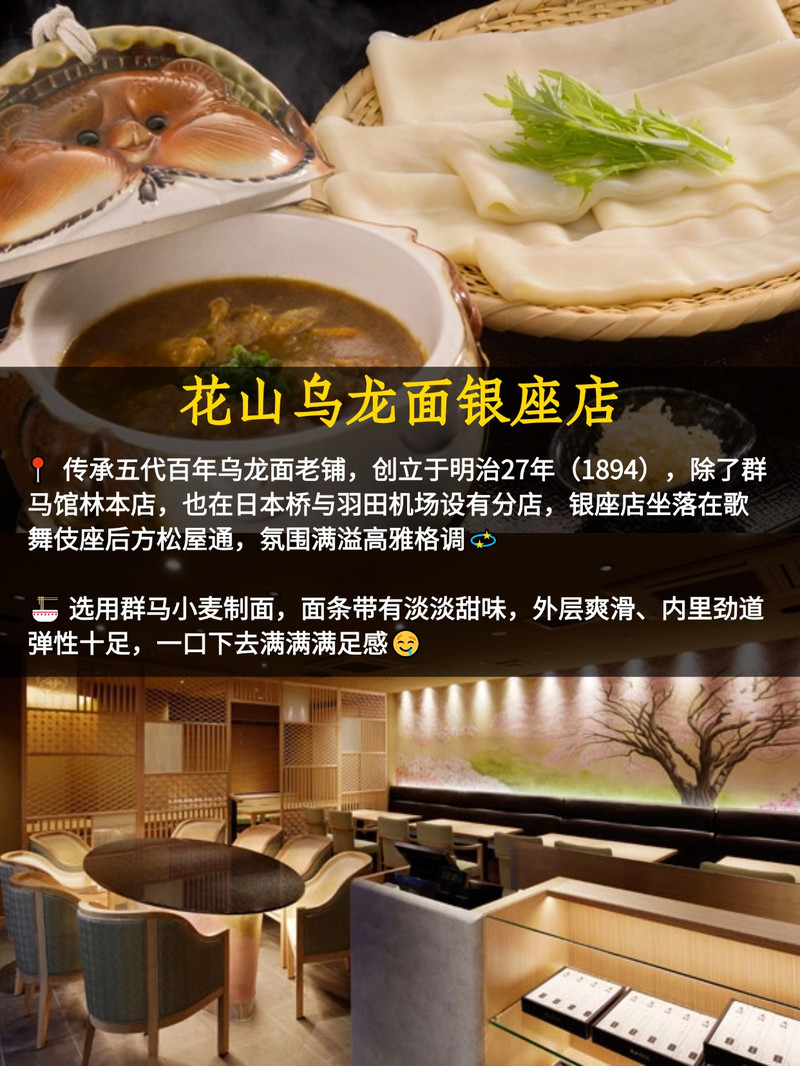 花山乌龙面银座店
📍 传承五代百年乌龙面老铺，创立于明治27年（1894），除了群
马馆林本店，也在日本桥与羽田机场设有分店，银座店坐落在歌
舞伎座后方松屋通，氛围满溢高雅格调💫
🍜 选用群马小麦制面，面条带有淡淡甜味，外层爽滑、内里劲道
弹性十足，一口下去满满满足感🤤